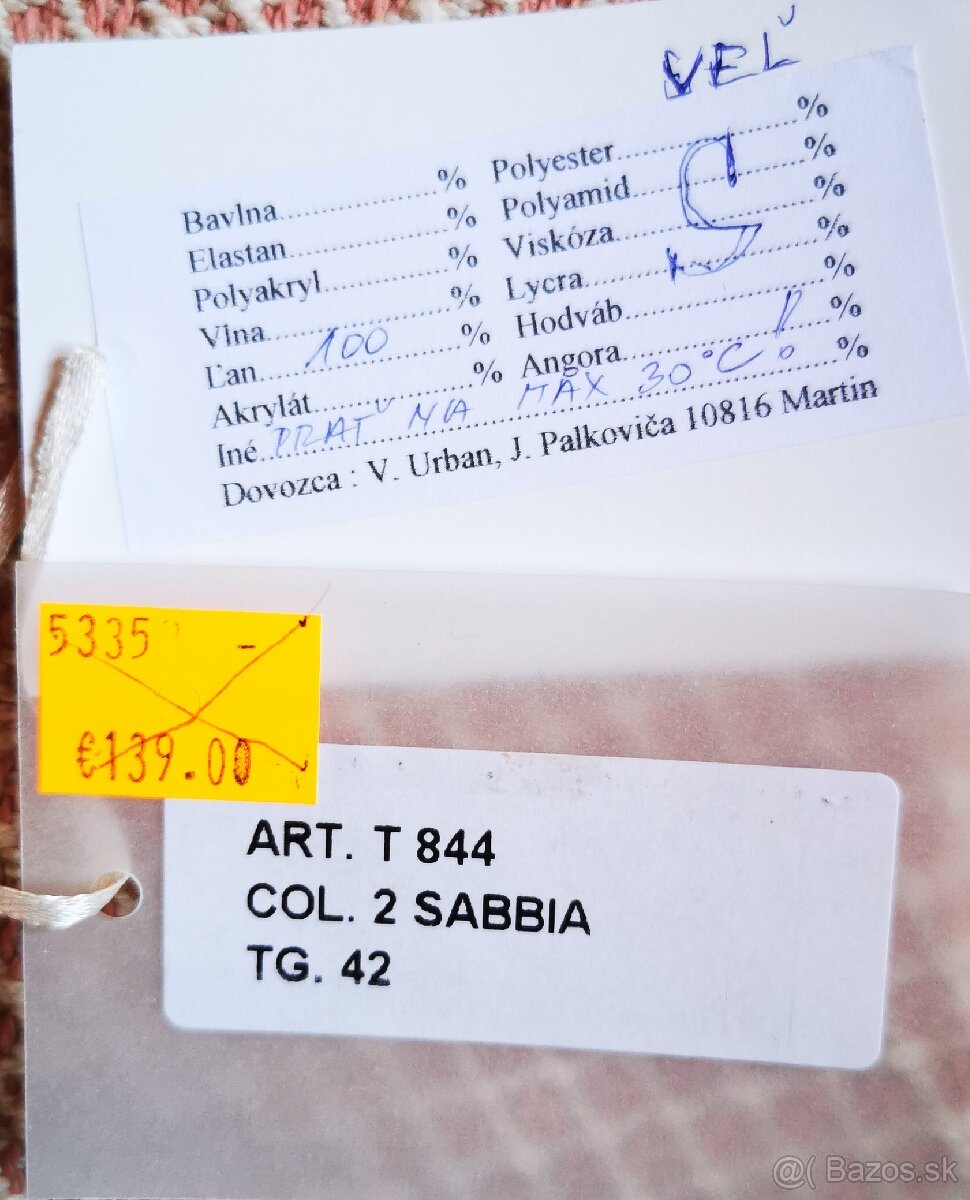 VEĽ
S
Bavlna..................% Polyester..................%
Elastan..................% Polyamid..................%
Polyakryl..................% Viskóza..................%
Vlna..................% Lycra..................%
Ľan.......100.......% Hodváb..................%
Akrylát..................% Angora..................%
Iné..PRAŤ NA MAX 30°C !..%
Dovozca : V. Urban, J. Palkoviča 10816 Martin
5335 -
€139.00
ART. T 844
COL. 2 SABBIA
TG. 42
@( Bazos.sk